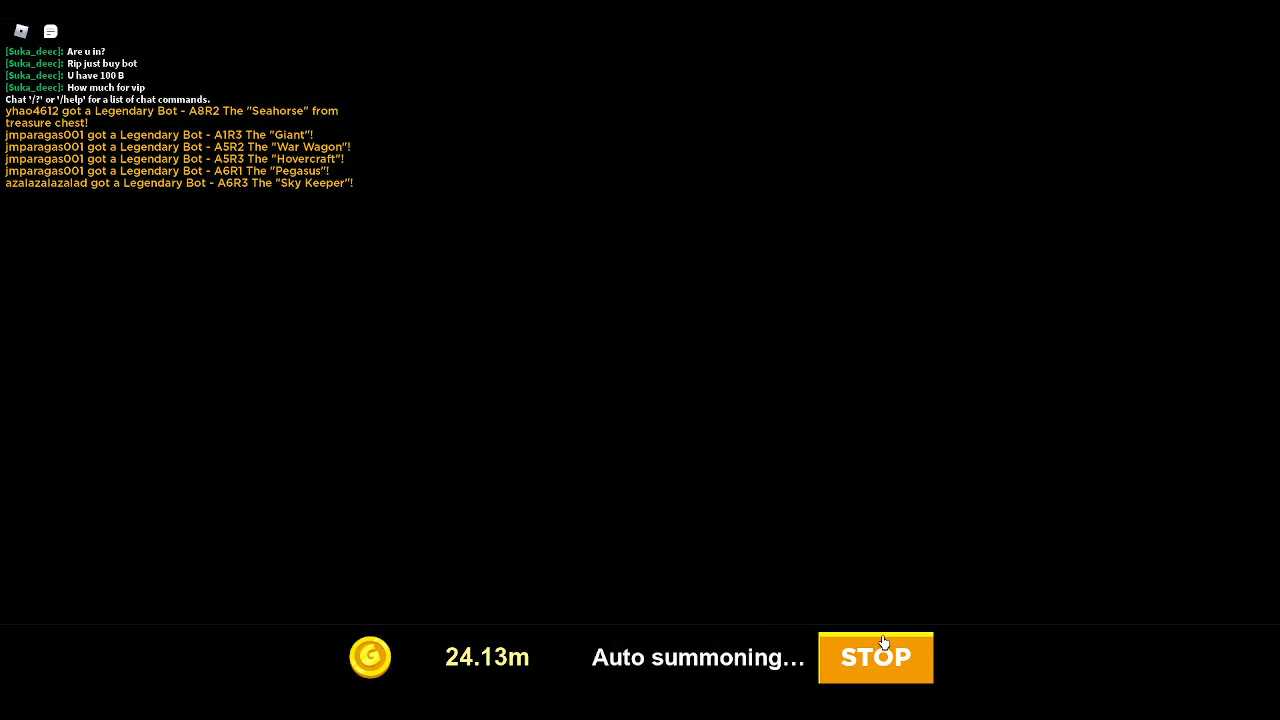 [Suka_deec]: Are u in?
[Suka_deec]: Rip just buy bot
[Suka_deec]: U have 100 B
[Suka_deec]: How much for vip
Chat '/?' or '/help' for a list of chat commands.
yhao4612 got a Legendary Bot - A8R2 The "Seahorse" from
treasure chest!
jmparagas001 got a Legendary Bot - A1R3 The "Giant"!
jmparagas001 got a Legendary Bot - A5R2 The "War Wagon"!
jmparagas001 got a Legendary Bot - A5R3 The "Hovercraft"!
jmparagas001 got a Legendary Bot - A6R1 The "Pegasus"!
azalazalazalad got a Legendary Bot - A6R3 The "Sky Keeper"!
G 24.13m Auto summoning... STOP